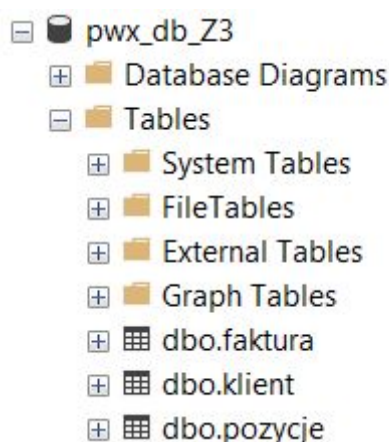 pwx_db_Z3
Database Diagrams
Tables
System Tables
FileTables
External Tables
Graph Tables
dbo.faktura
dbo.klient
dbo.pozycje